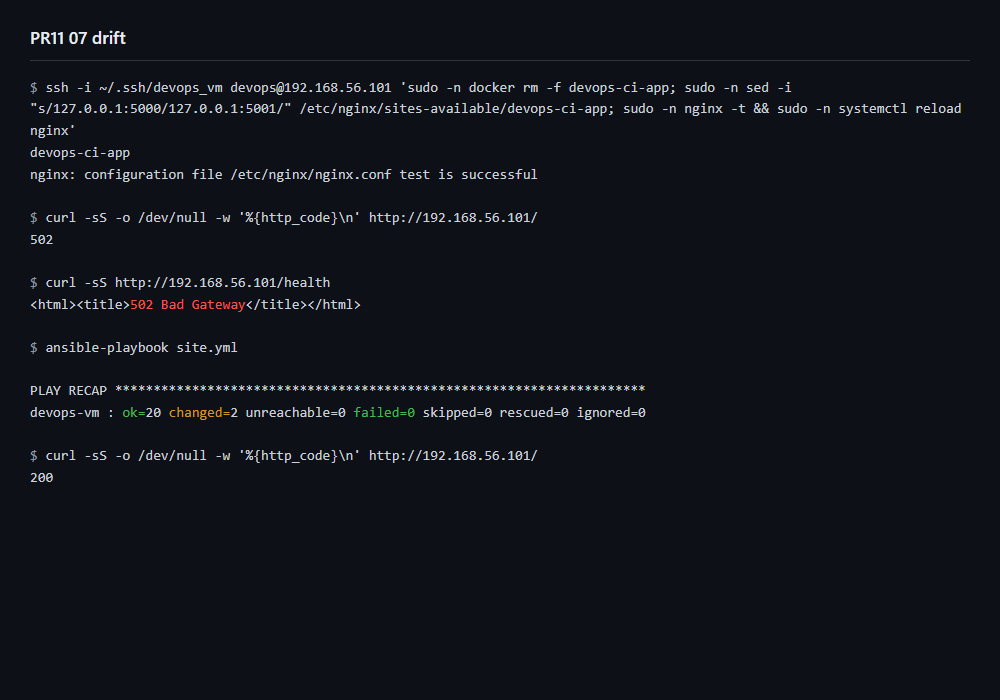 PR11 07 drift
$ ssh -i ~/.ssh/devops_vm devops@192.168.56.101 'sudo -n docker rm -f devops-ci-app; sudo -n sed -i
"s/127.0.0.1:5000/127.0.0.1:5001/" /etc/nginx/sites-available/devops-ci-app; sudo -n nginx -t && sudo -n systemctl reload
nginx'
devops-ci-app
nginx: configuration file /etc/nginx/nginx.conf test is successful
$ curl -sS -o /dev/null -w '%{http_code}\n' http://192.168.56.101/
502
$ curl -sS http://192.168.56.101/health
<html><title>502 Bad Gateway</title></html>
$ ansible-playbook site.yml
PLAY RECAP *********************************************************************
devops-vm : ok=20 changed=2 unreachable=0 failed=0 skipped=0 rescued=0 ignored=0
$ curl -sS -o /dev/null -w '%{http_code}\n' http://192.168.56.101/
200